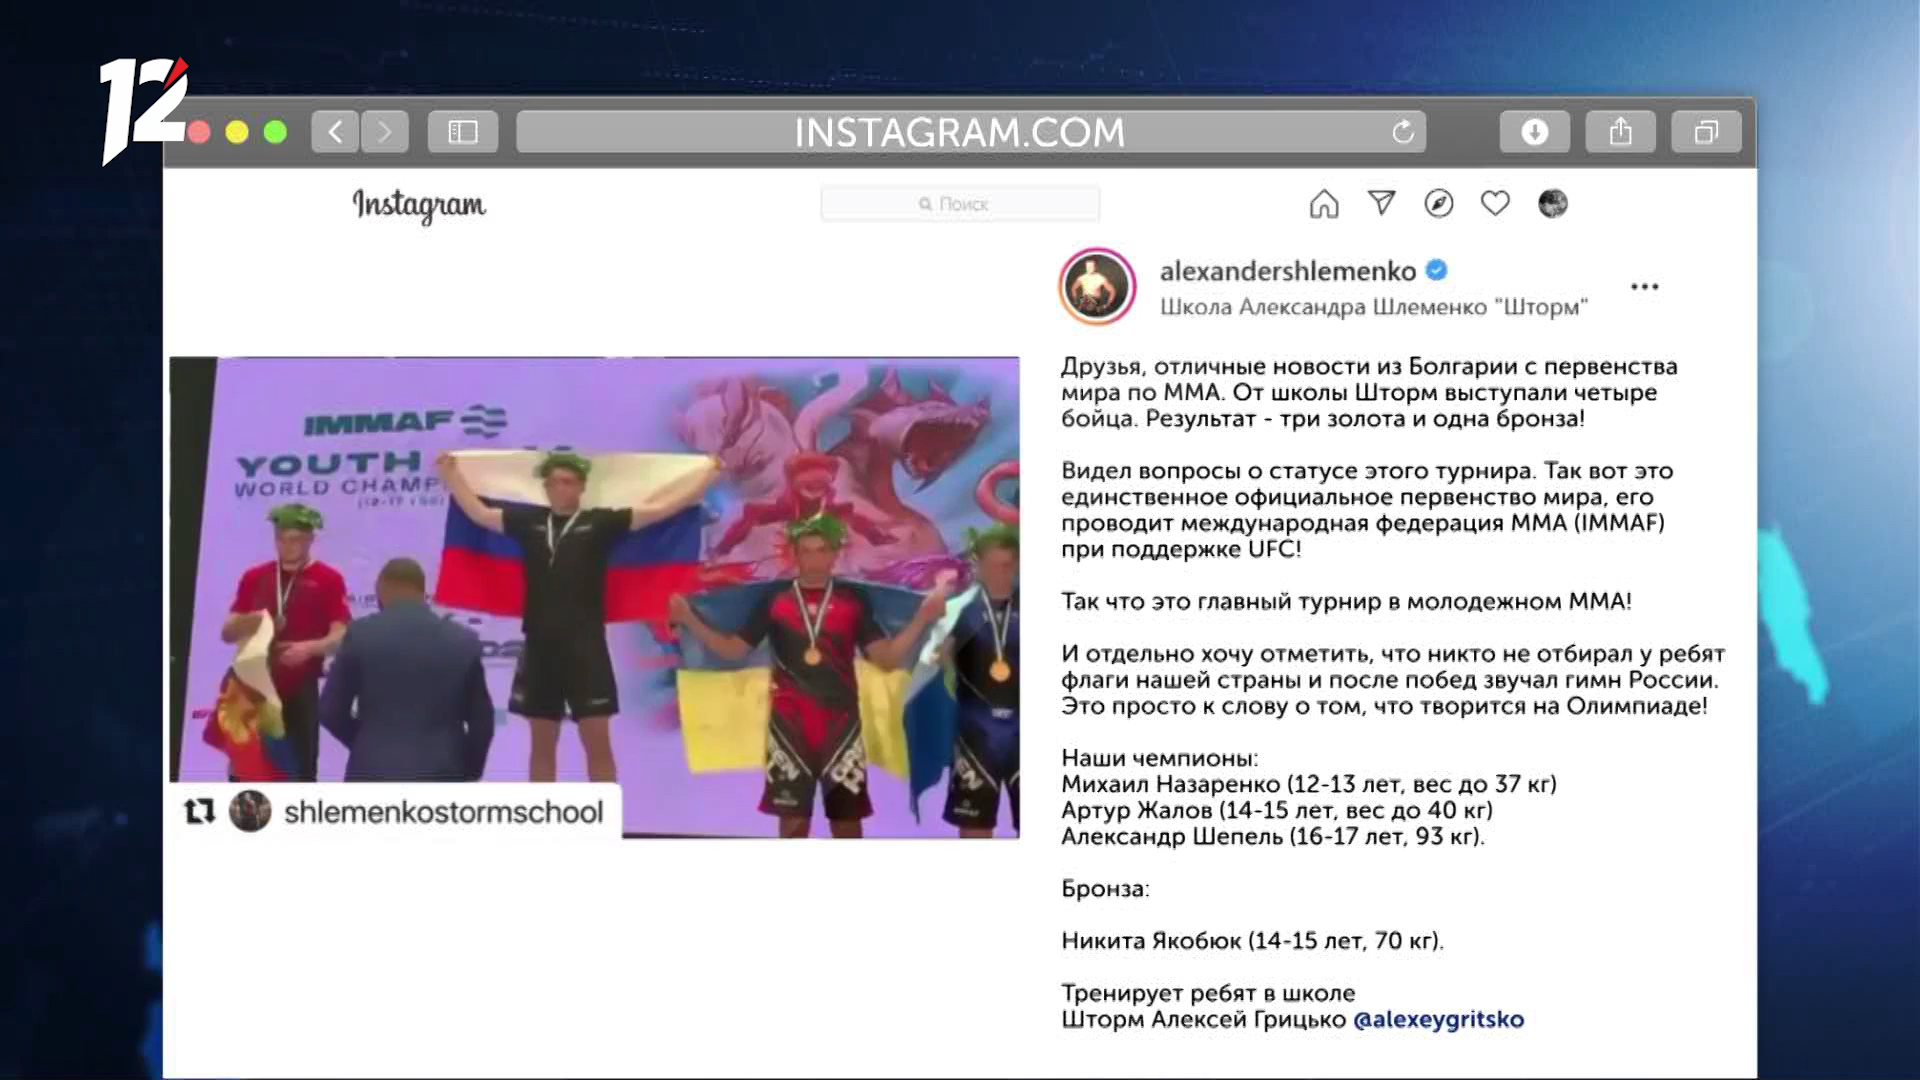 12
INSTAGRAM.COM
Instagram
Поиск
alexandershlemenko
Школа Александра Шлеменко "Шторм"
Друзья, отличные новости из Болгарии с первенства
мира по ММА. От школы Шторм выступали четыре
бойца. Результат - три золота и одна бронза!
Видел вопросы о статусе этого турнира. Так вот это
единственное официальное первенство мира, его
проводит международная федерация ММА (IMMAF)
при поддержке UFC!
Так что это главный турнир в молодежном ММА!
И отдельно хочу отметить, что никто не отбирал у ребят
флаги нашей страны и после побед звучал гимн России.
Это просто к слову о том, что творится на Олимпиаде!
Наши чемпионы:
Михаил Назаренко (12-13 лет, вес до 37 кг)
Артур Жалов (14-15 лет, вес до 40 кг)
Александр Шепель (16-17 лет, 93 кг).
Бронза:
Никита Якобюк (14-15 лет, 70 кг).
Тренирует ребят в школе
Шторм Алексей Грицько @alexeygritsko
IMMAF
YOUTH
WORLD CHAMP
shlemenkostormschool